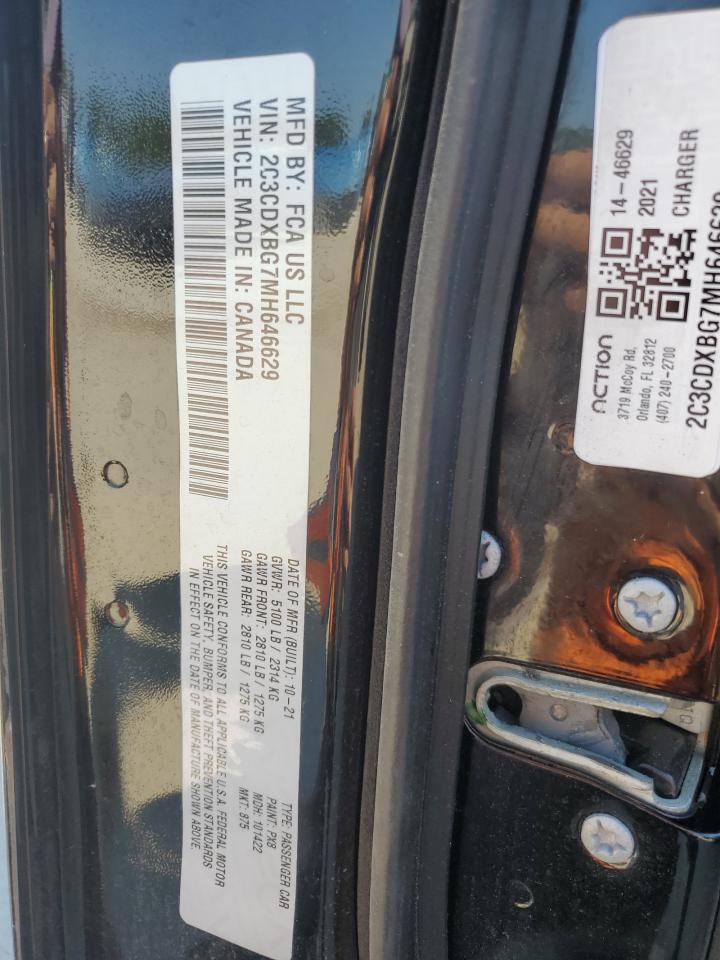 MFD BY: FCA US LLC
VIN: 2C3CDXBG7MH646629
VEHICLE MADE IN: CANADA
DATE OF MFR (BUILT): 10-21
GVWR: 5100 LB / 2314 KG
GAWR FRONT: 2810 LB / 1275 KG
GAWR REAR: 2810 LB / 1275 KG
TYPE: PASSENGER CAR
PAINT: PX8
MDH: 101422
MKT: 875
THIS VEHICLE CONFORMS TO ALL APPLICABLE U.S.A. FEDERAL MOTOR
VEHICLE SAFETY, BUMPER, AND THEFT PREVENTION STANDARDS
IN EFFECT ON THE DATE OF MANUFACTURE SHOWN ABOVE.
ACTION
3719 McCoy Rd.
Orlando, FL 32812
(407) 240-2700
14-46629
2021
CHARGER
2C3CDXBG7MH646629